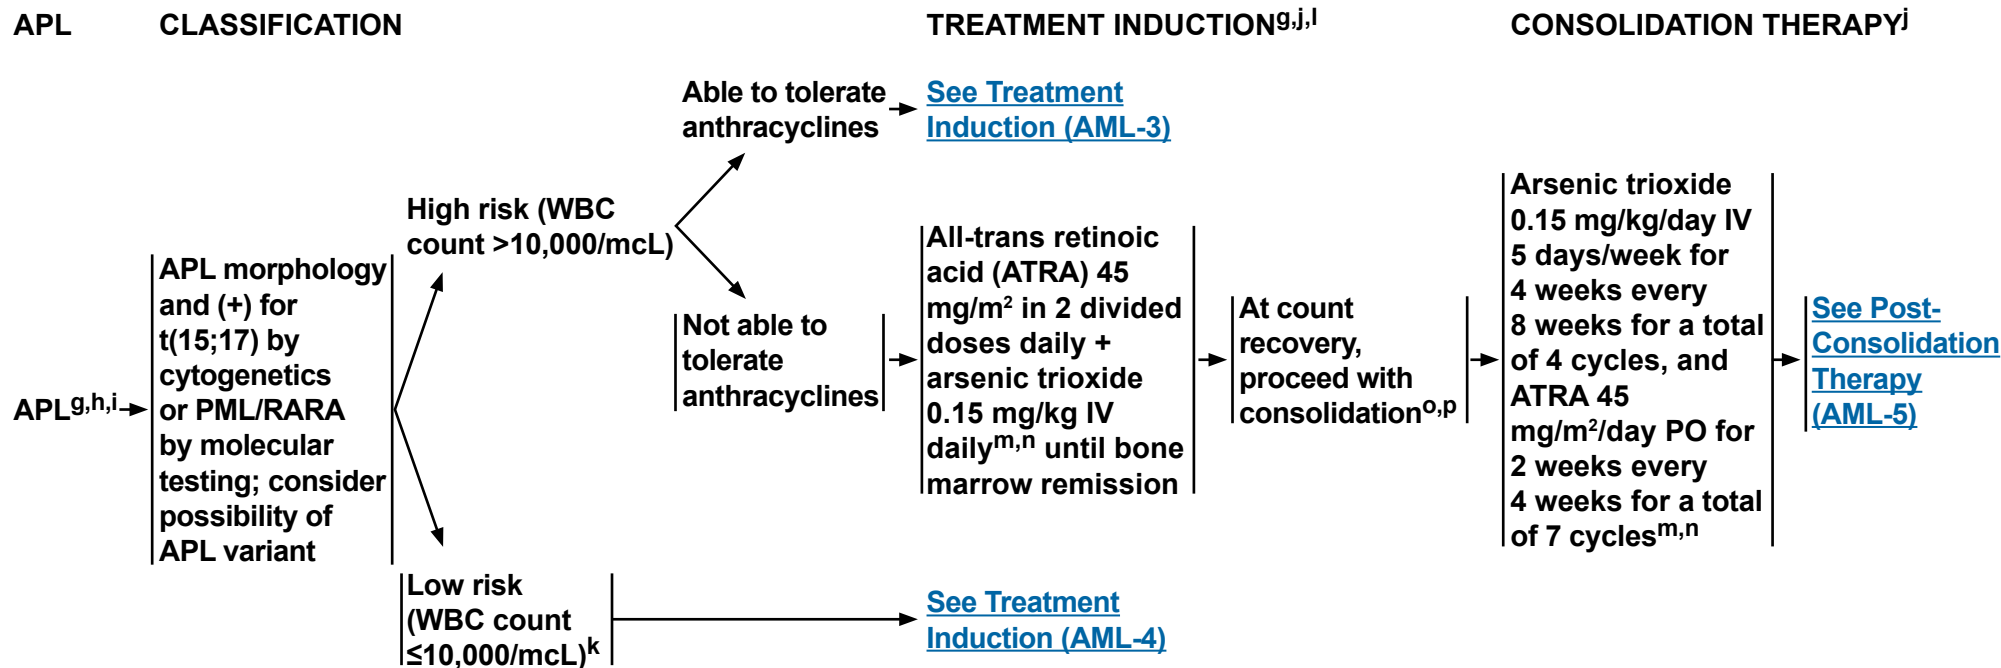 APL CLASSIFICATION TREATMENT INDUCTIONg,j,l CONSOLIDATION THERAPYj
APLg,h,i
APL morphology
and (+) for
t(15;17) by
cytogenetics
or PML/RARA
by molecular
testing; consider
possibility of
APL variant
High risk (WBC
count >10,000/mcL)
Able to tolerate
anthracyclines
See Treatment
Induction (AML-3)
Not able to
tolerate
anthracyclines
All-trans retinoic
acid (ATRA) 45
mg/m² in 2 divided
doses daily +
arsenic trioxide
0.15 mg/kg IV
dailym,n until bone
marrow remission
At count
recovery,
proceed with
consolidationo,p
Arsenic trioxide
0.15 mg/kg/day IV
5 days/week for
4 weeks every
8 weeks for a total
of 4 cycles, and
ATRA 45
mg/m²/day PO for
2 weeks every
4 weeks for a total
of 7 cyclesm,n
See Post-
Consolidation
Therapy
(AML-5)
Low risk
(WBC count
≤10,000/mcL)k
See Treatment
Induction (AML-4)